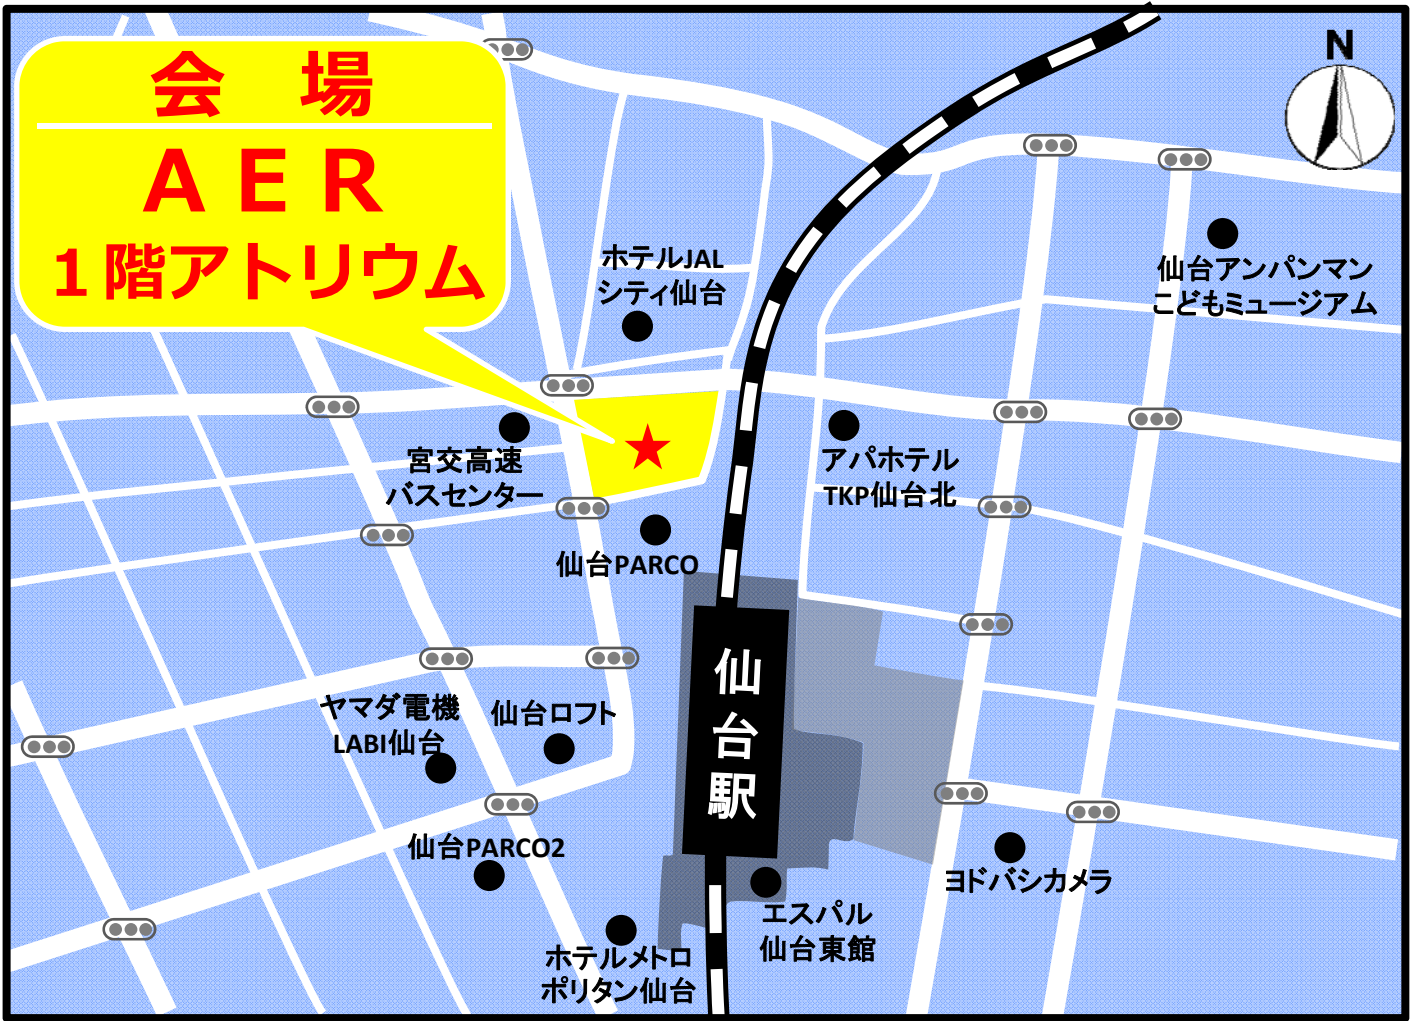 会 場
AER
1階アトリウム
N
ホテルJAL
シティ仙台
仙台アンパンマン
こどもミュージアム
宮交高速
バスセンター
アパホテル
TKP仙台北
仙台PARCO
仙台駅
ヤマダ電機
LABI仙台
仙台ロフト
仙台PARCO2
ヨドバシカメラ
エスパル
仙台東館
ホテルメトロ
ポリタン仙台